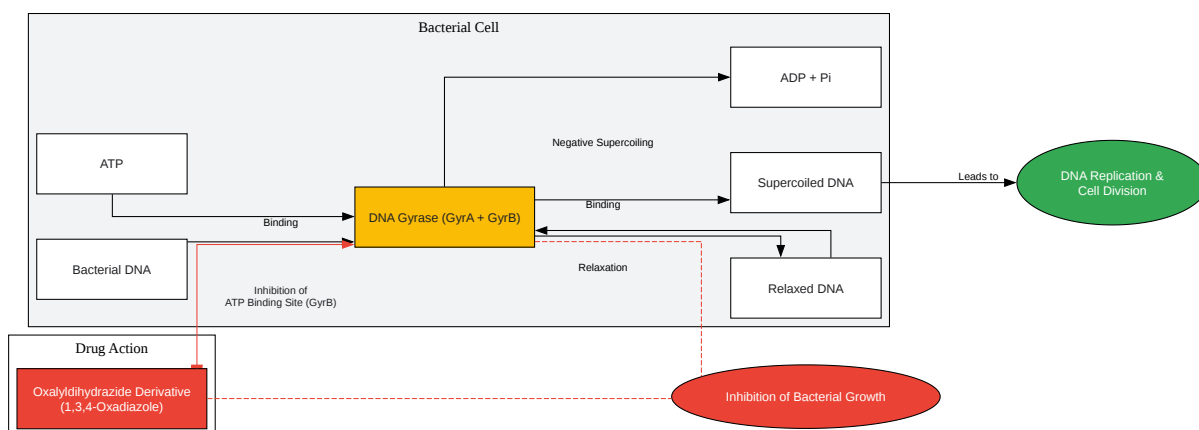 Bacterial Cell
ADP + Pi
ATP
Negative Supercoiling
Supercoiled DNA
Leads to
DNA Replication &
Cell Division
Binding
DNA Gyrase (GyrA + GyrB)
Binding
Bacterial DNA
Relaxation
Relaxed DNA
Inhibition of
ATP Binding Site (GyrB)
Drug Action
Oxalyldihydrazide Derivative
(1,3,4-Oxadiazole)
Inhibition of Bacterial Growth